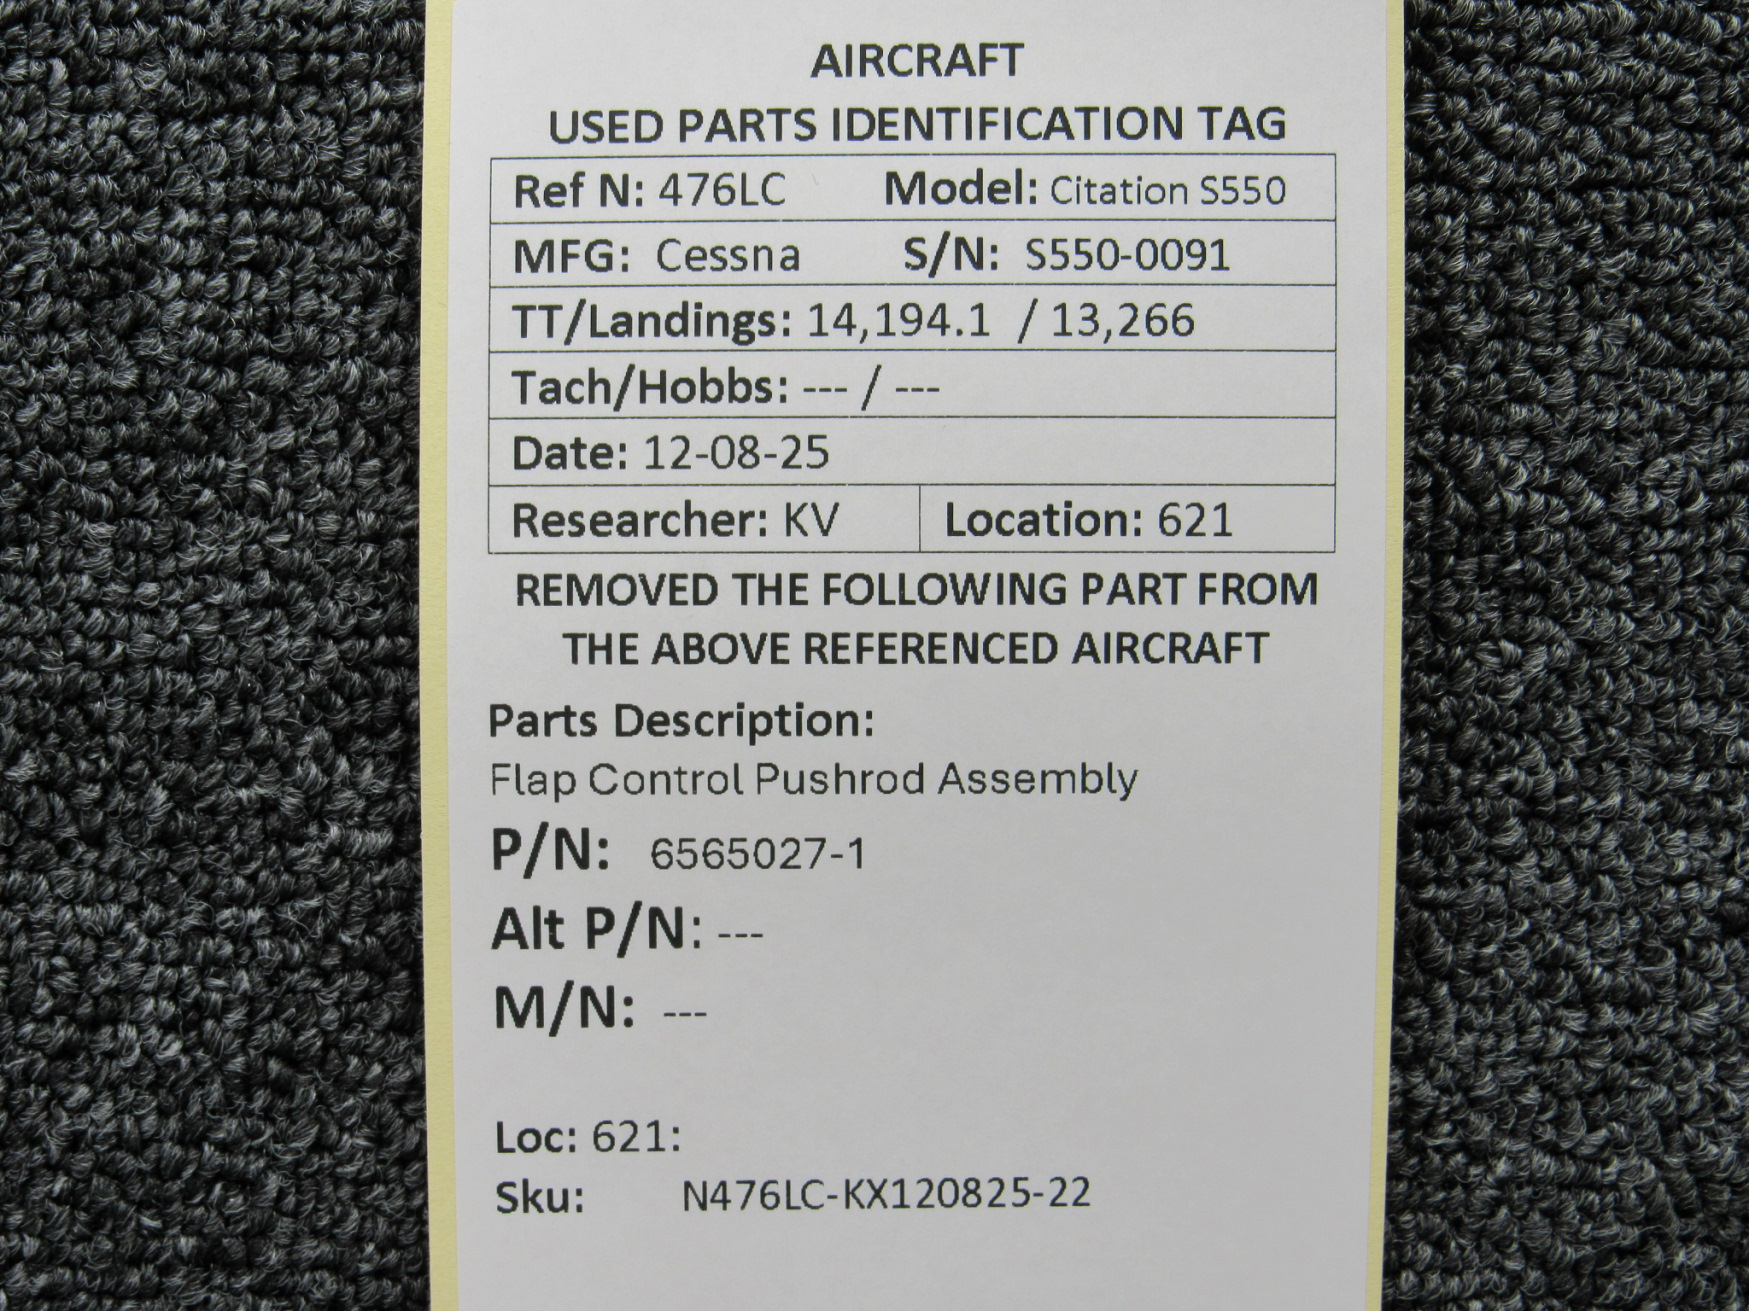 AIRCRAFT
USED PARTS IDENTIFICATION TAG
Ref N: 476LC Model: Citation S550
MFG: Cessna S/N: S550-0091
TT/Landings: 14,194.1 / 13,266
Tach/Hobbs: --- / ---
Date: 12-08-25
Researcher: KV Location: 621
REMOVED THE FOLLOWING PART FROM
THE ABOVE REFERENCED AIRCRAFT
Parts Description:
Flap Control Pushrod Assembly
P/N: 6565027-1
Alt P/N: ---
M/N: ---
Loc: 621:
Sku: N476LC-KX120825-22